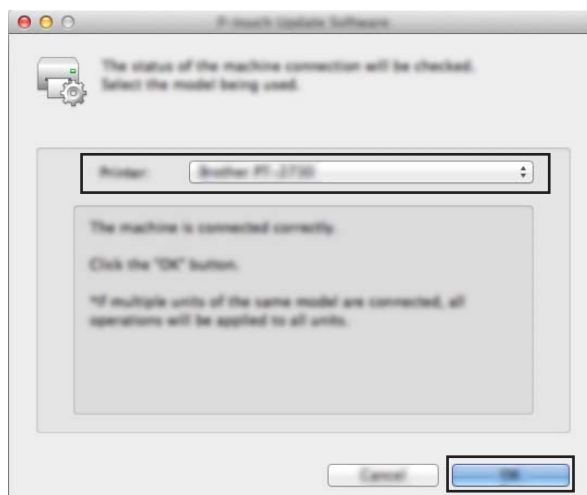 P-touch Update Software
The status of the machine connection will be checked.
Select the model being used.
Printer:
Brother PT-2730
The machine is connected correctly.
Click the "OK" button.
*If multiple units of the same model are connected, all
operations will be applied to all units.
Cancel
OK